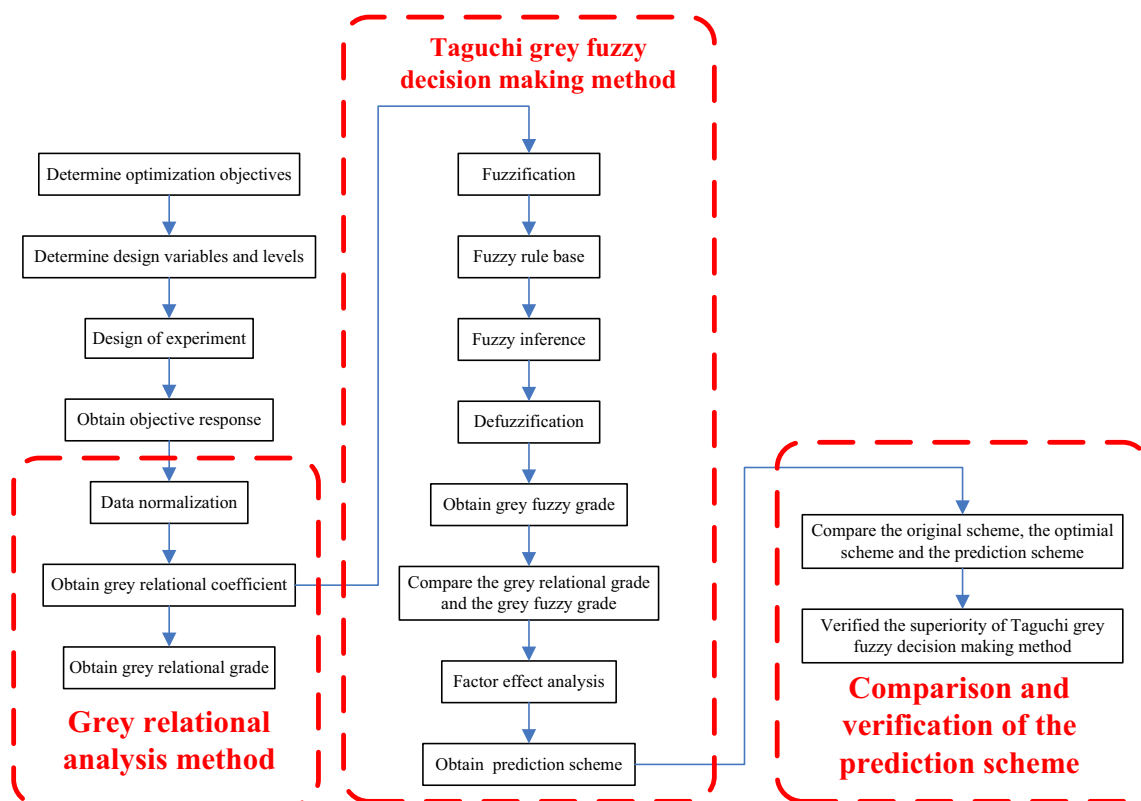 Determine optimization objectives
Determine design variables and levels
Design of experiment
Obtain objective response
Data normalization
Obtain grey relational coefficient
Obtain grey relational grade
Grey relational
analysis method
Taguchi grey fuzzy
decision making method
Fuzzification
Fuzzy rule base
Fuzzy inference
Defuzzification
Obtain grey fuzzy grade
Compare the grey relational grade
and the grey fuzzy grade
Factor effect analysis
Obtain prediction scheme
Compare the original scheme, the optimial
scheme and the prediction scheme
Verified the superiority of Taguchi grey
fuzzy decision making method
Comparison and
verification of the
prediction scheme